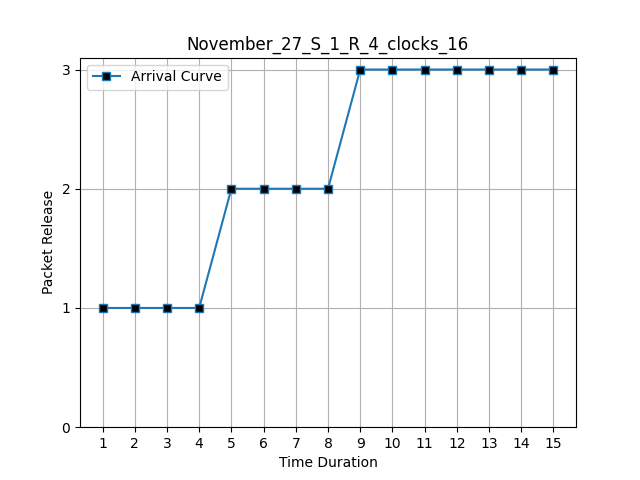 November_27_S_1_R_4_clocks_16
Arrival Curve
3
2
1
0
Packet Release
1 2 3 4 5 6 7 8 9 10 11 12 13 14 15
Time Duration